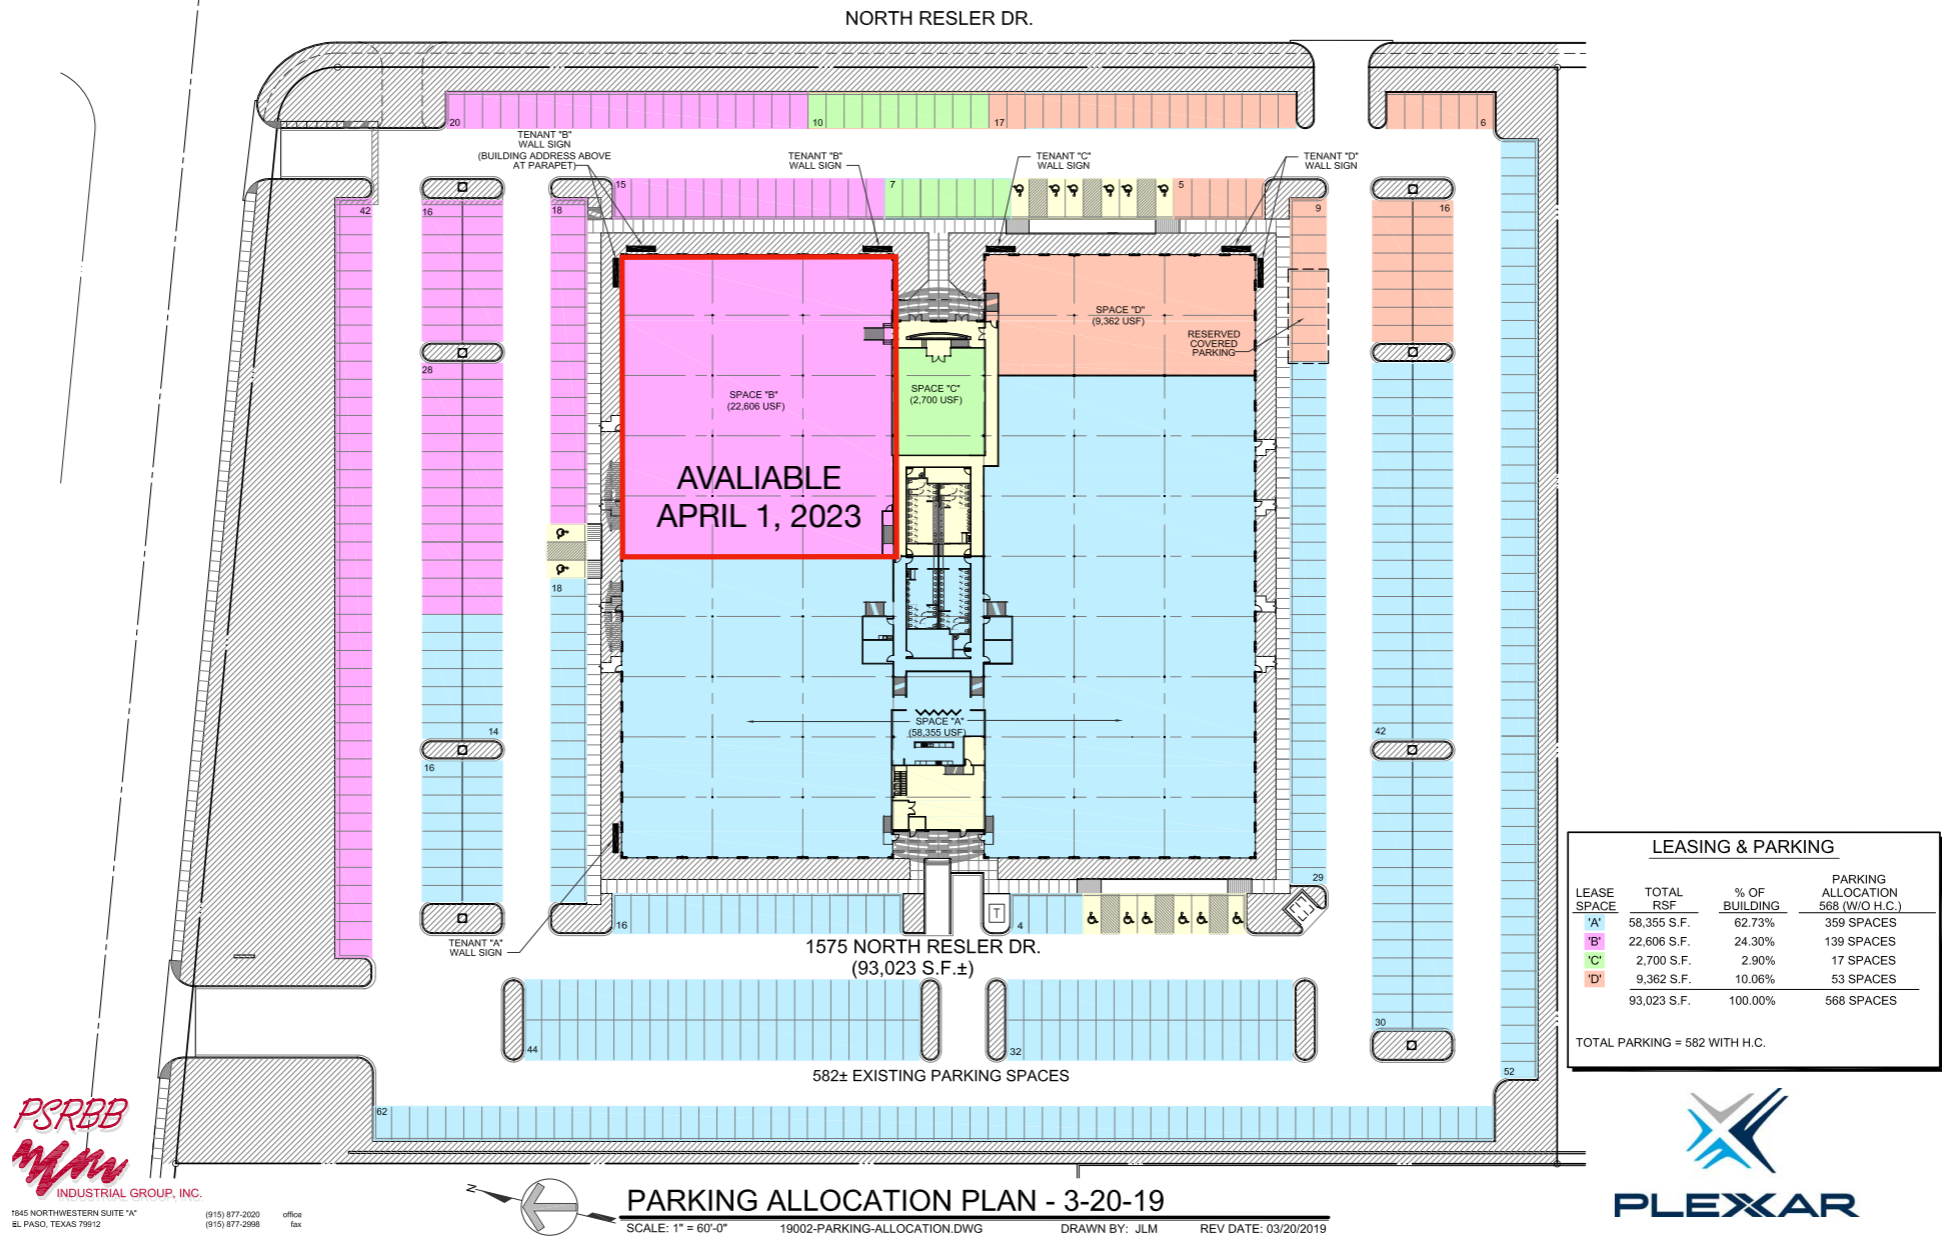 NORTH RESLER DR.
20
10
17
6
TENANT "B"
WALL SIGN
(BUILDING ADDRESS ABOVE
AT PARAPET)
TENANT "B"
WALL SIGN
TENANT "C"
WALL SIGN
TENANT "D"
WALL SIGN
15
7
5
42
16
18
9
16
SPACE "B"
(22,606 USF)
SPACE "C"
(2,700 USF)
SPACE "D"
(9,362 USF)
RESERVED
COVERED
PARKING
28
AVALIABLE
APRIL 1, 2023
18
14
16
42
SPACE "A"
(58,355 USF)
29
TENANT "A"
WALL SIGN
16
T
4
1575 NORTH RESLER DR.
(93,023 S.F.±)
44
32
30
52
582± EXISTING PARKING SPACES
62
LEASING & PARKING
LEASE SPACE TOTAL RSF % OF BUILDING PARKING ALLOCATION 568 (W/O H.C.)
'A' 58,355 S.F. 62.73% 359 SPACES
'B' 22,606 S.F. 24.30% 139 SPACES
'C' 2,700 S.F. 2.90% 17 SPACES
'D' 9,362 S.F. 10.06% 53 SPACES
93,023 S.F. 100.00% 568 SPACES
TOTAL PARKING = 582 WITH H.C.
PSRBB
INDUSTRIAL GROUP, INC.
845 NORTHWESTERN SUITE "A" (915) 877-2020 office
EL PASO, TEXAS 79912 (915) 877-2998 fax
N
PARKING ALLOCATION PLAN - 3-20-19
SCALE: 1" = 60'-0" 19002-PARKING-ALLOCATION.DWG DRAWN BY: JLM REV DATE: 03/20/2019
PLEXXAR